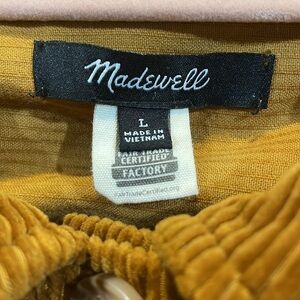 Madewell
L
MADE IN
VIETNAM
FAIR TRADE
CERTIFIED
FACTORY
FairTradeCertified.org